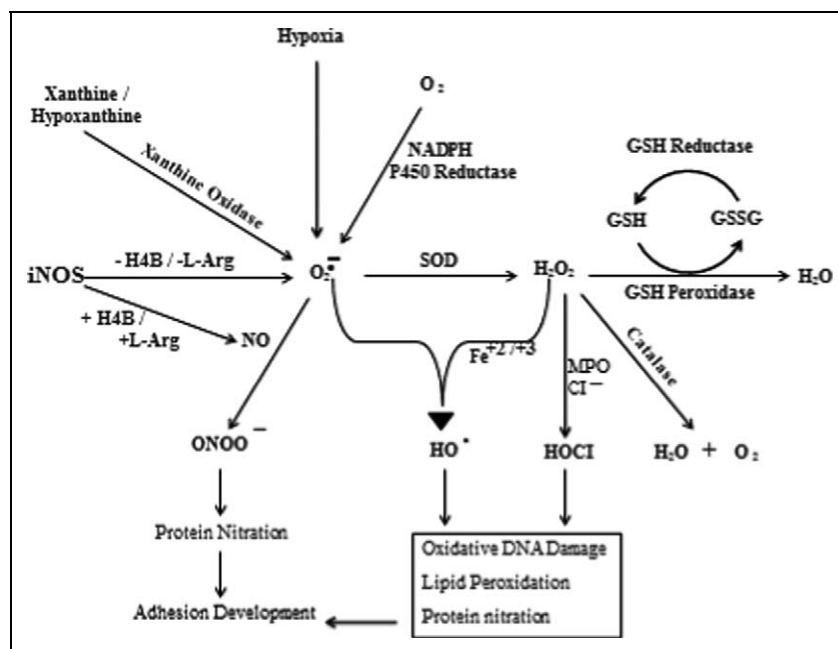 Hypoxia
O₂
Xanthine /
Hypoxanthine
Xanthine Oxidase
NADPH
P450 Reductase
GSH Reductase
GSH
GSSG
iNOS
- H4B / -L-Arg
O₂•−
SOD
H₂O₂
GSH Peroxidase
H₂O
+ H4B /
+L-Arg
NO
Fe+2 /+3
MPO
CI−
Catalase
ONOO−
HO•
HOCI
H₂O + O₂
Protein Nitration
Oxidative DNA Damage
Lipid Peroxidation
Protein nitration
Adhesion Development